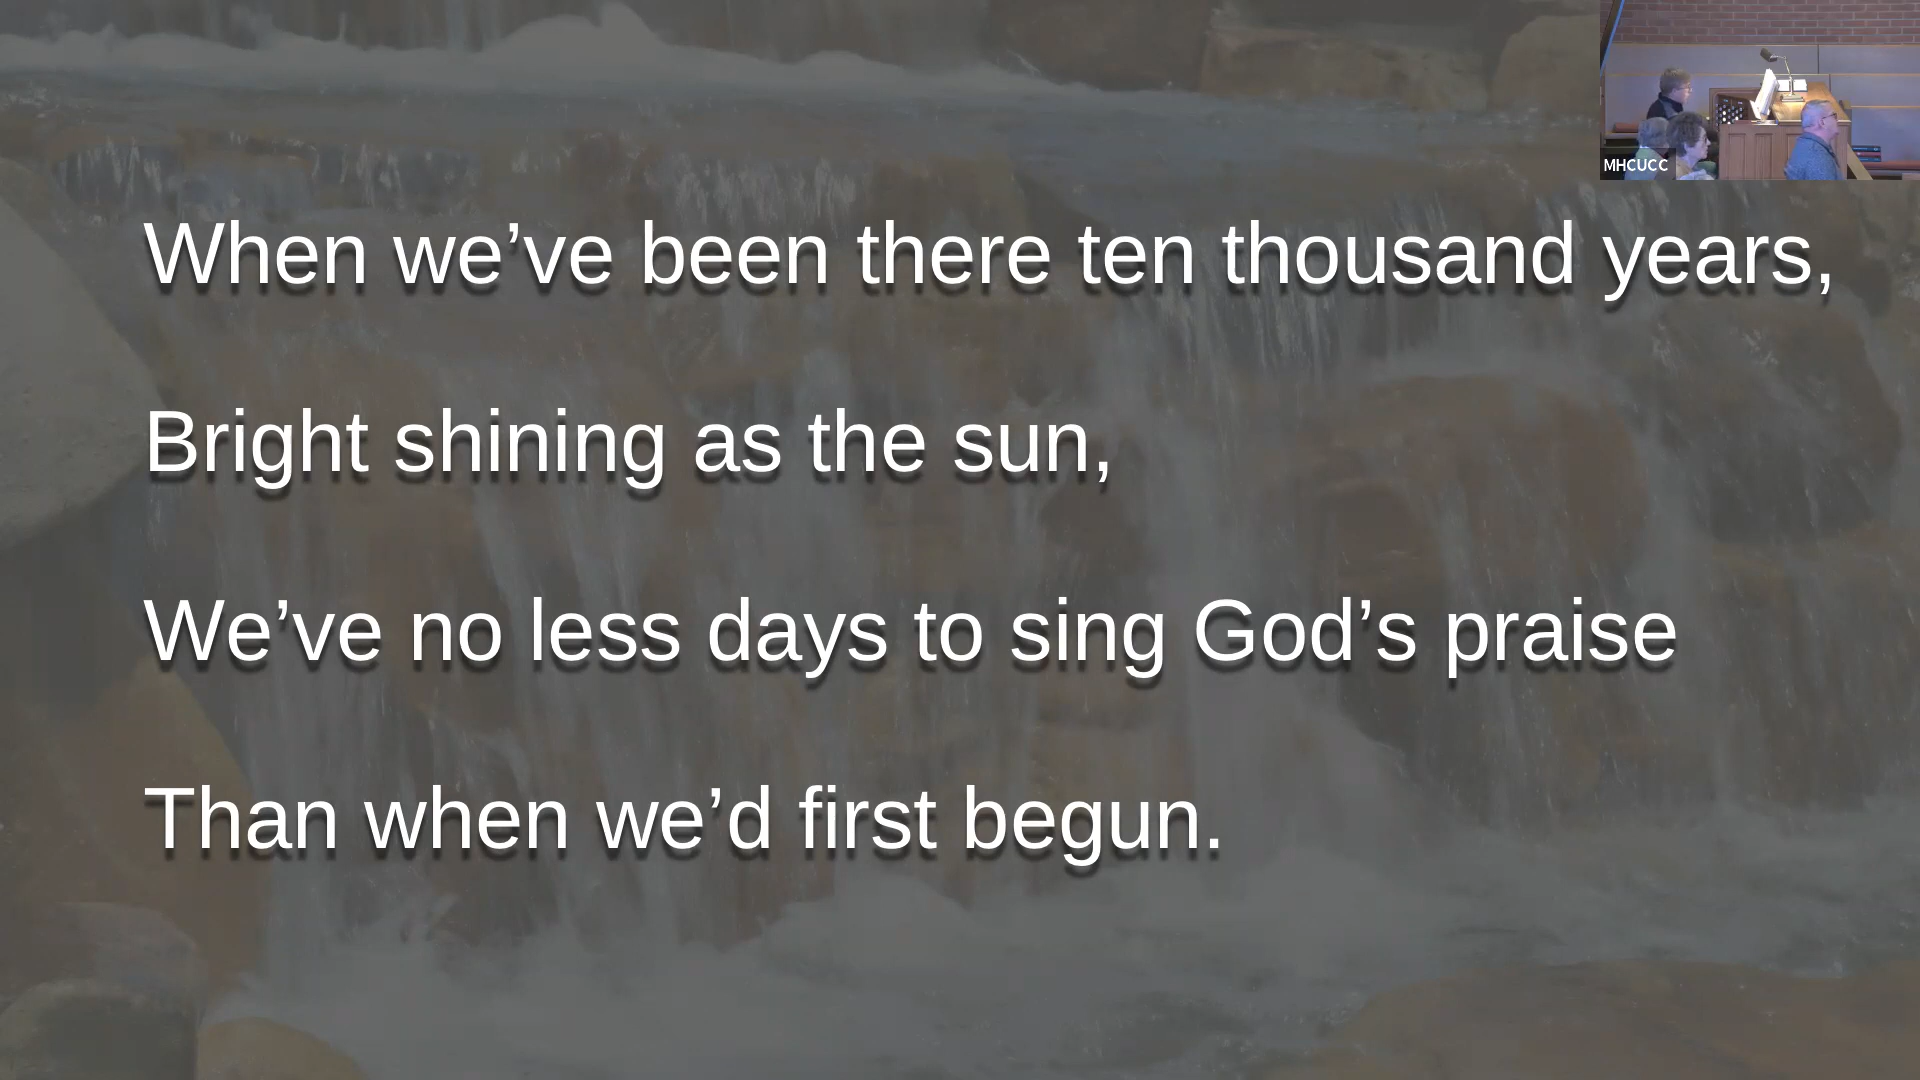 MHCUCC
When we’ve been there ten thousand years,
Bright shining as the sun,
We’ve no less days to sing God’s praise
Than when we’d first begun.